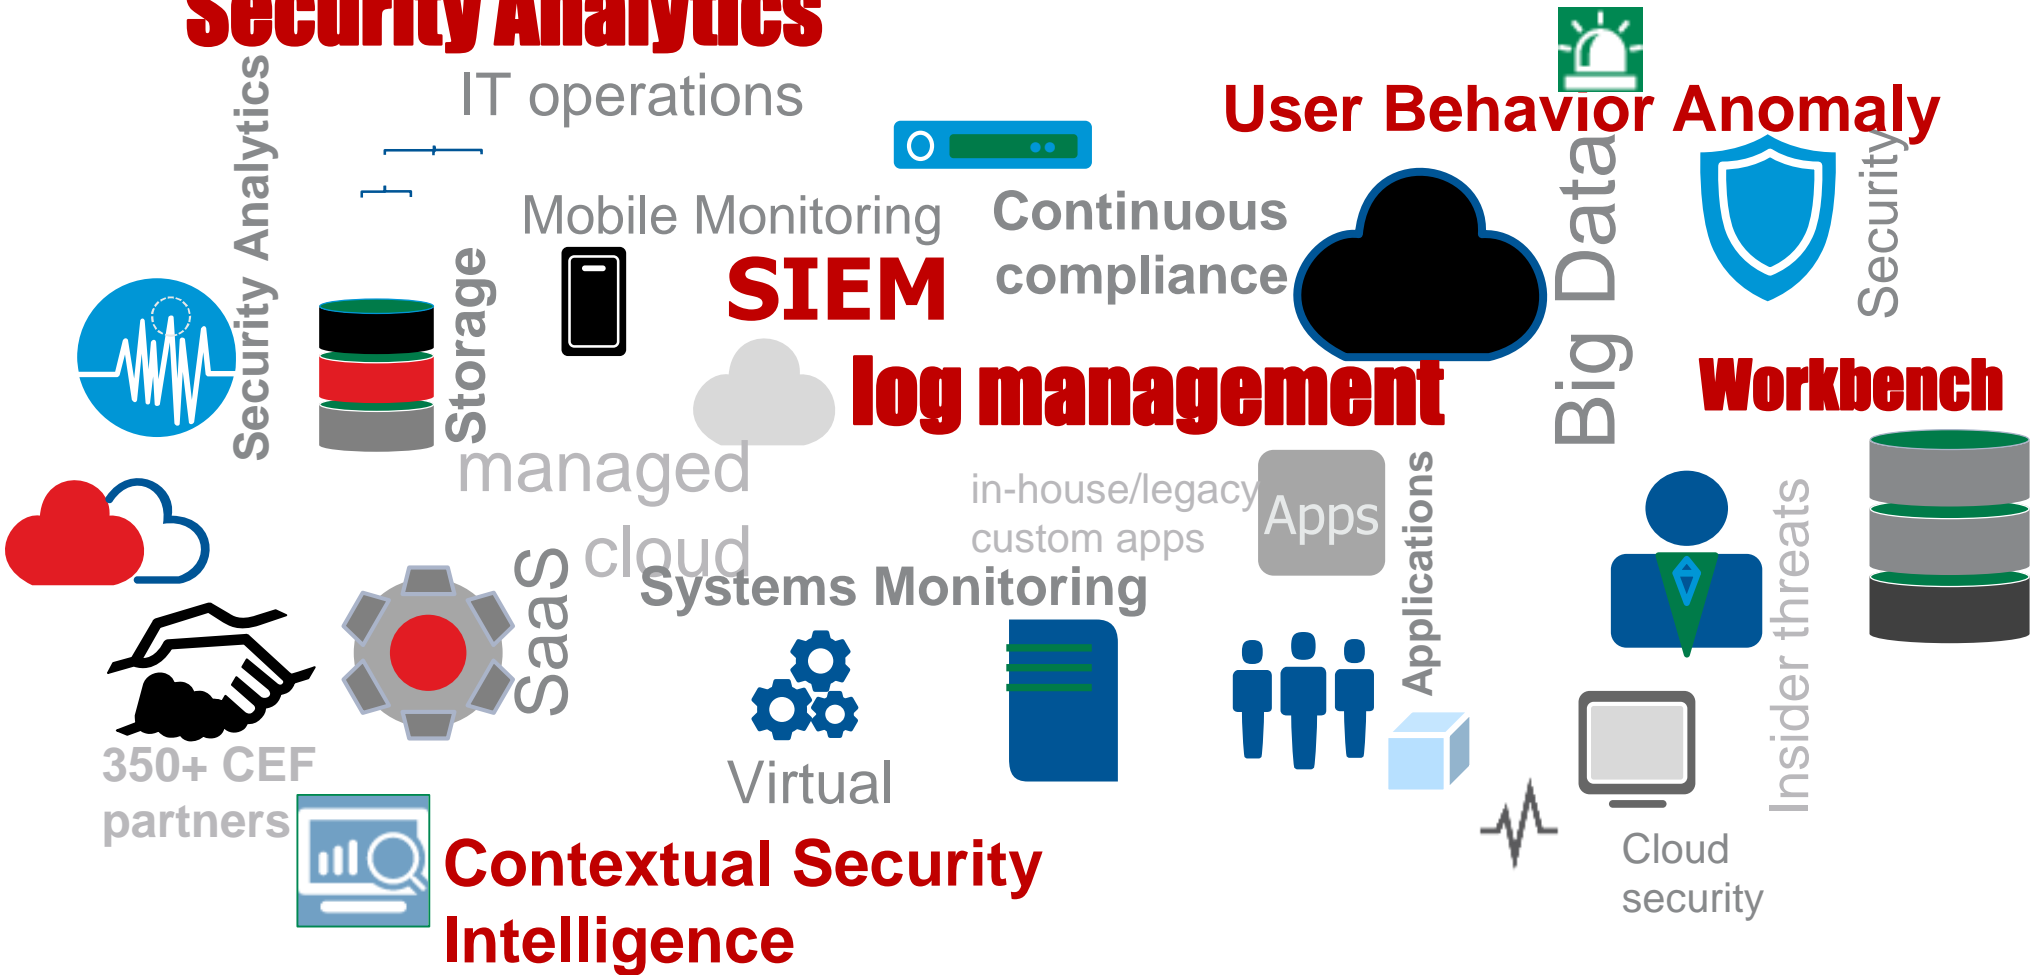 Security Analytics
IT operations
Security Analytics
User Behavior Anomaly
Mobile Monitoring
Continuous
compliance
Big Data
Security
Storage
SIEM
log management
Workbench
managed
cloud
in-house/legacy
custom apps
Apps
Applications
SaaS
Systems Monitoring
Insider threats
350+ CEF
partners
Virtual
Cloud
security
Contextual Security
Intelligence